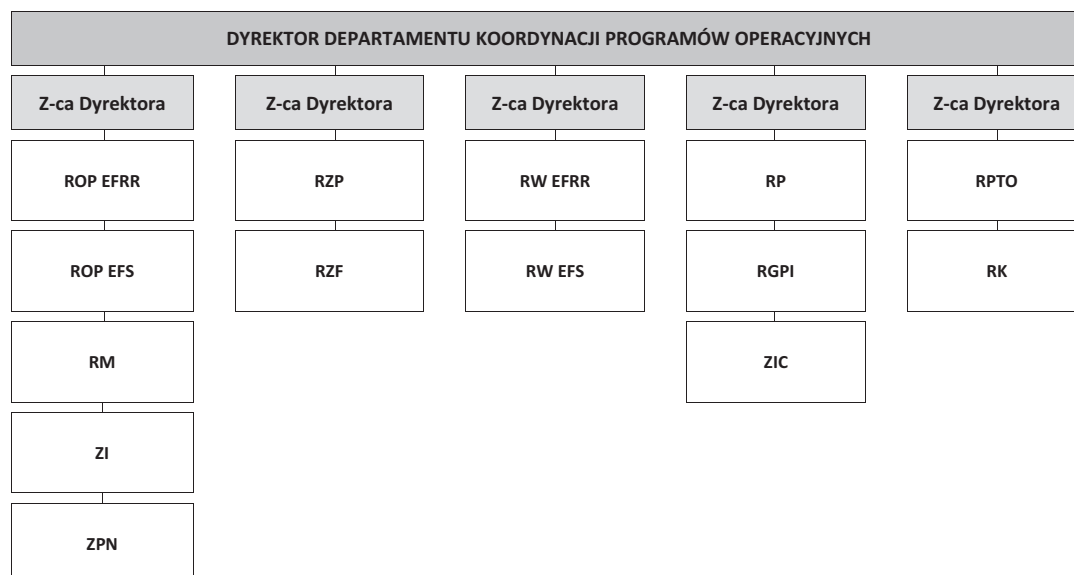 DYREKTOR DEPARTAMENTU KOORDYNACJI PROGRAMÓW OPERACYJNYCH
Z-ca Dyrektora
ROP EFRR
ROP EFS
RM
ZI
ZPN
Z-ca Dyrektora
RZP
RZF
Z-ca Dyrektora
RW EFRR
RW EFS
Z-ca Dyrektora
RP
RGPI
ZIC
Z-ca Dyrektora
RPTO
RK